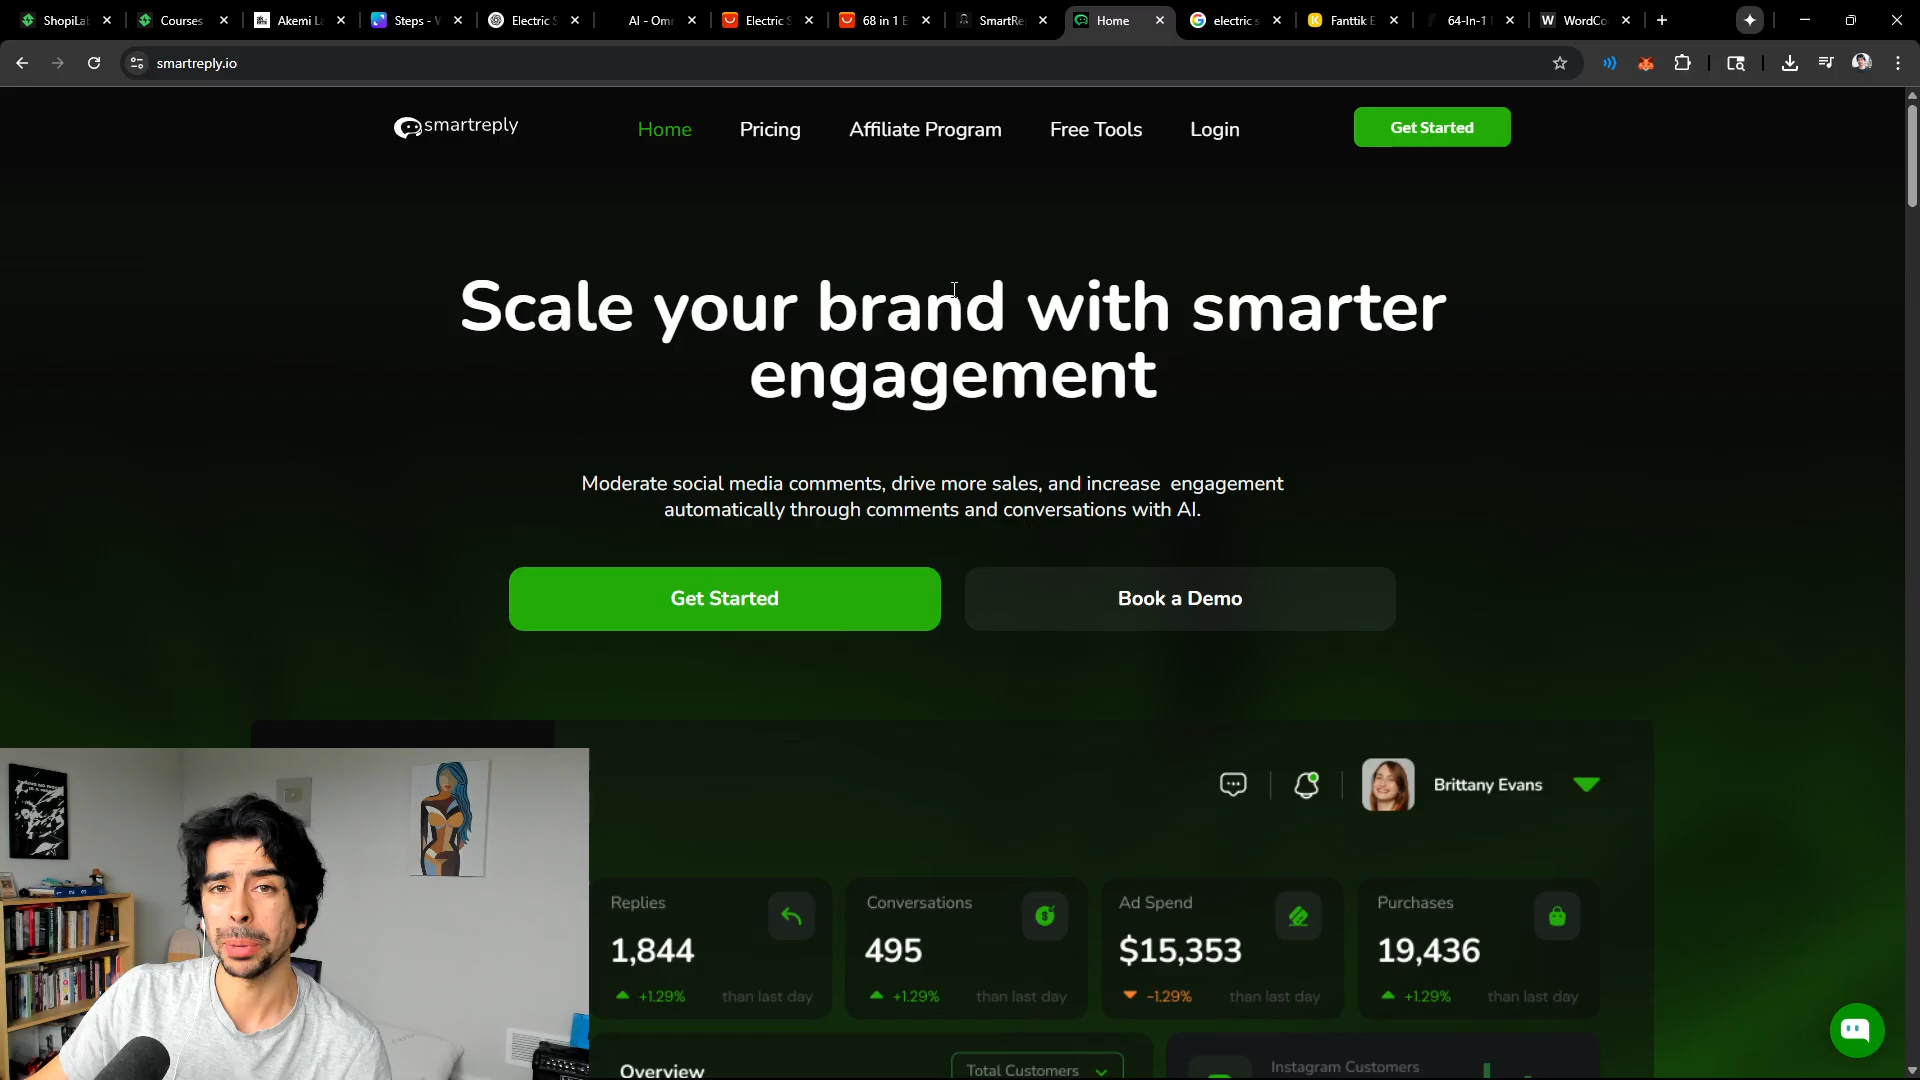 ShopiLab
Courses
Akemi La
Steps - W
Electric S
AI - Omr
Electric S
68 in 1 E
SmartRep
Home
electric s
Fanttik E
64-In-1
WordCo
smartreply.io
smartreply
Home
Pricing
Affiliate Program
Free Tools
Login
Get Started
Scale your brand with smarter
engagement
Moderate social media comments, drive more sales, and increase engagement
automatically through comments and conversations with AI.
Get Started
Book a Demo
Brittany Evans
Replies
1,844
+1.29%
than last day
Conversations
495
+1.29%
than last day
Ad Spend
$15,353
-1.29%
than last day
Purchases
19,436
+1.29%
than last day
Overview
Total Customers
Instagram Customers